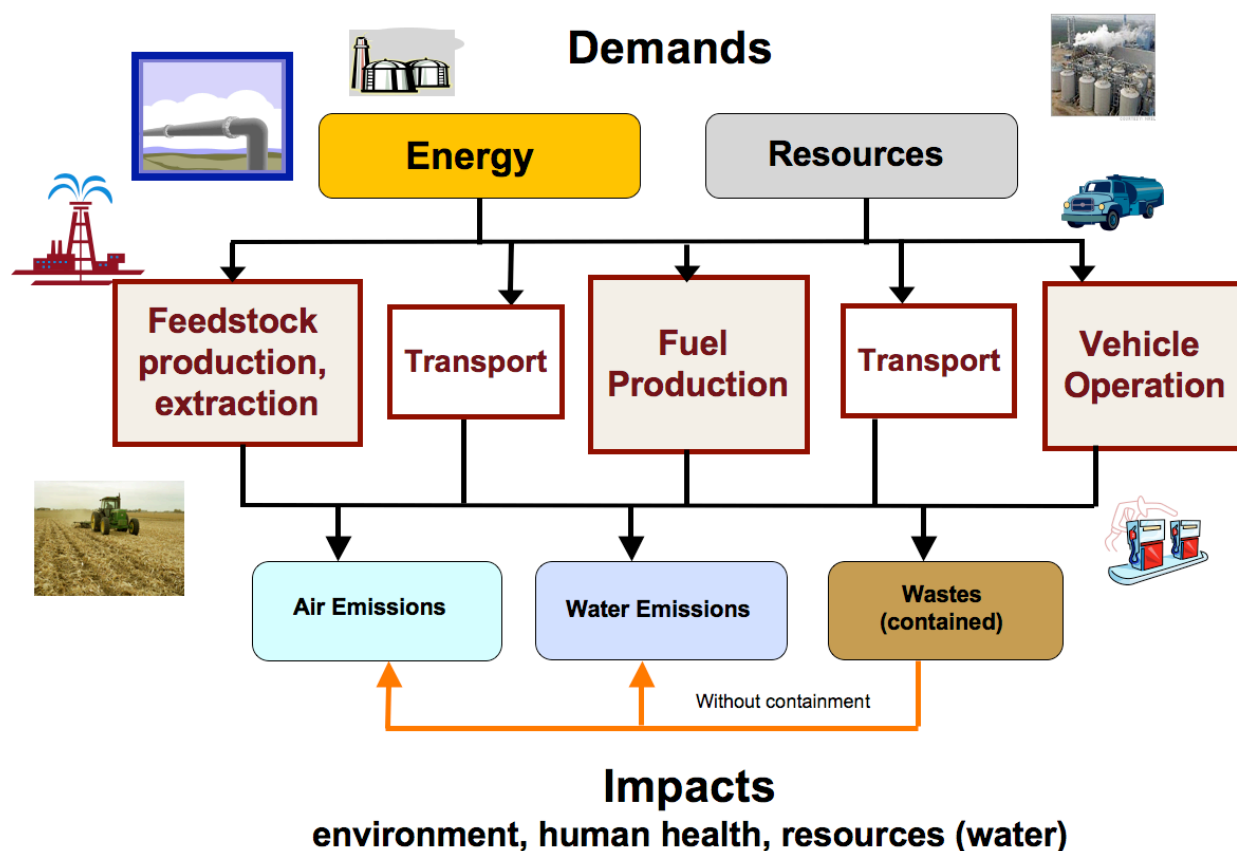 Demands
Energy
Resources
Feedstock
production,
extraction
Transport
Fuel
Production
Transport
Vehicle
Operation
Air Emissions
Water Emissions
Wastes
(contained)
Without containment
Impacts
environment, human health, resources (water)